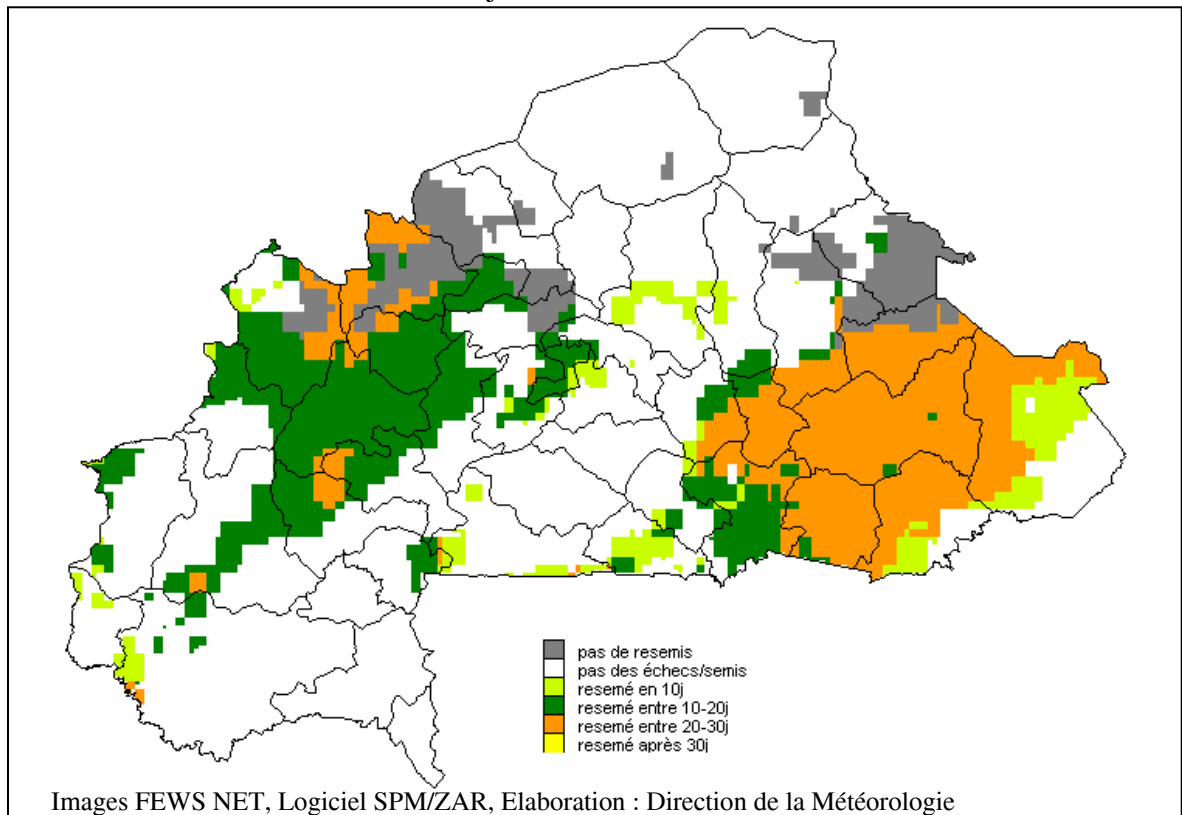 pas de resemis
pas des échecs/semis
resemé en 10j
resemé entre 10-20j
resemé entre 20-30j
resemé après 30j
Images FEWS NET, Logiciel SPM/ZAR, Elaboration : Direction de la Météorologie